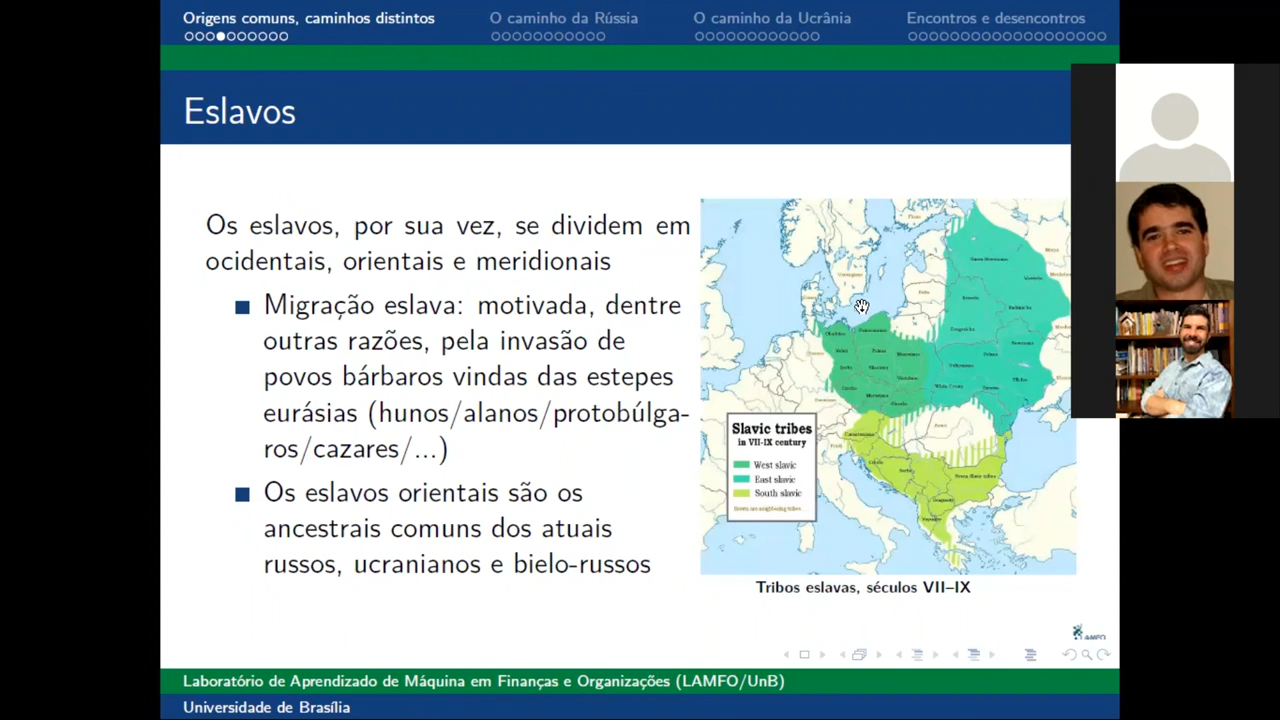 Origens comuns, caminhos distintos
O caminho da Rússia
O caminho da Ucrânia
Encontros e desencontros
Eslavos
Os eslavos, por sua vez, se dividem em
ocidentais, orientais e meridionais
Migração eslava: motivada, dentre
outras razões, pela invasão de
povos bárbaros vindas das estepes
eurásias (hunos/alanos/protobúlga-
ros/cazares/...)
Os eslavos orientais são os
ancestrais comuns dos atuais
russos, ucranianos e bielo-russos
Slavic tribes
in VII-IX century
West slavic
East slavic
South slavic
Tribos eslavas, séculos VII–IX
LAMFO
Laboratório de Aprendizado de Máquina em Finanças e Organizações (LAMFO/UnB)
Universidade de Brasília